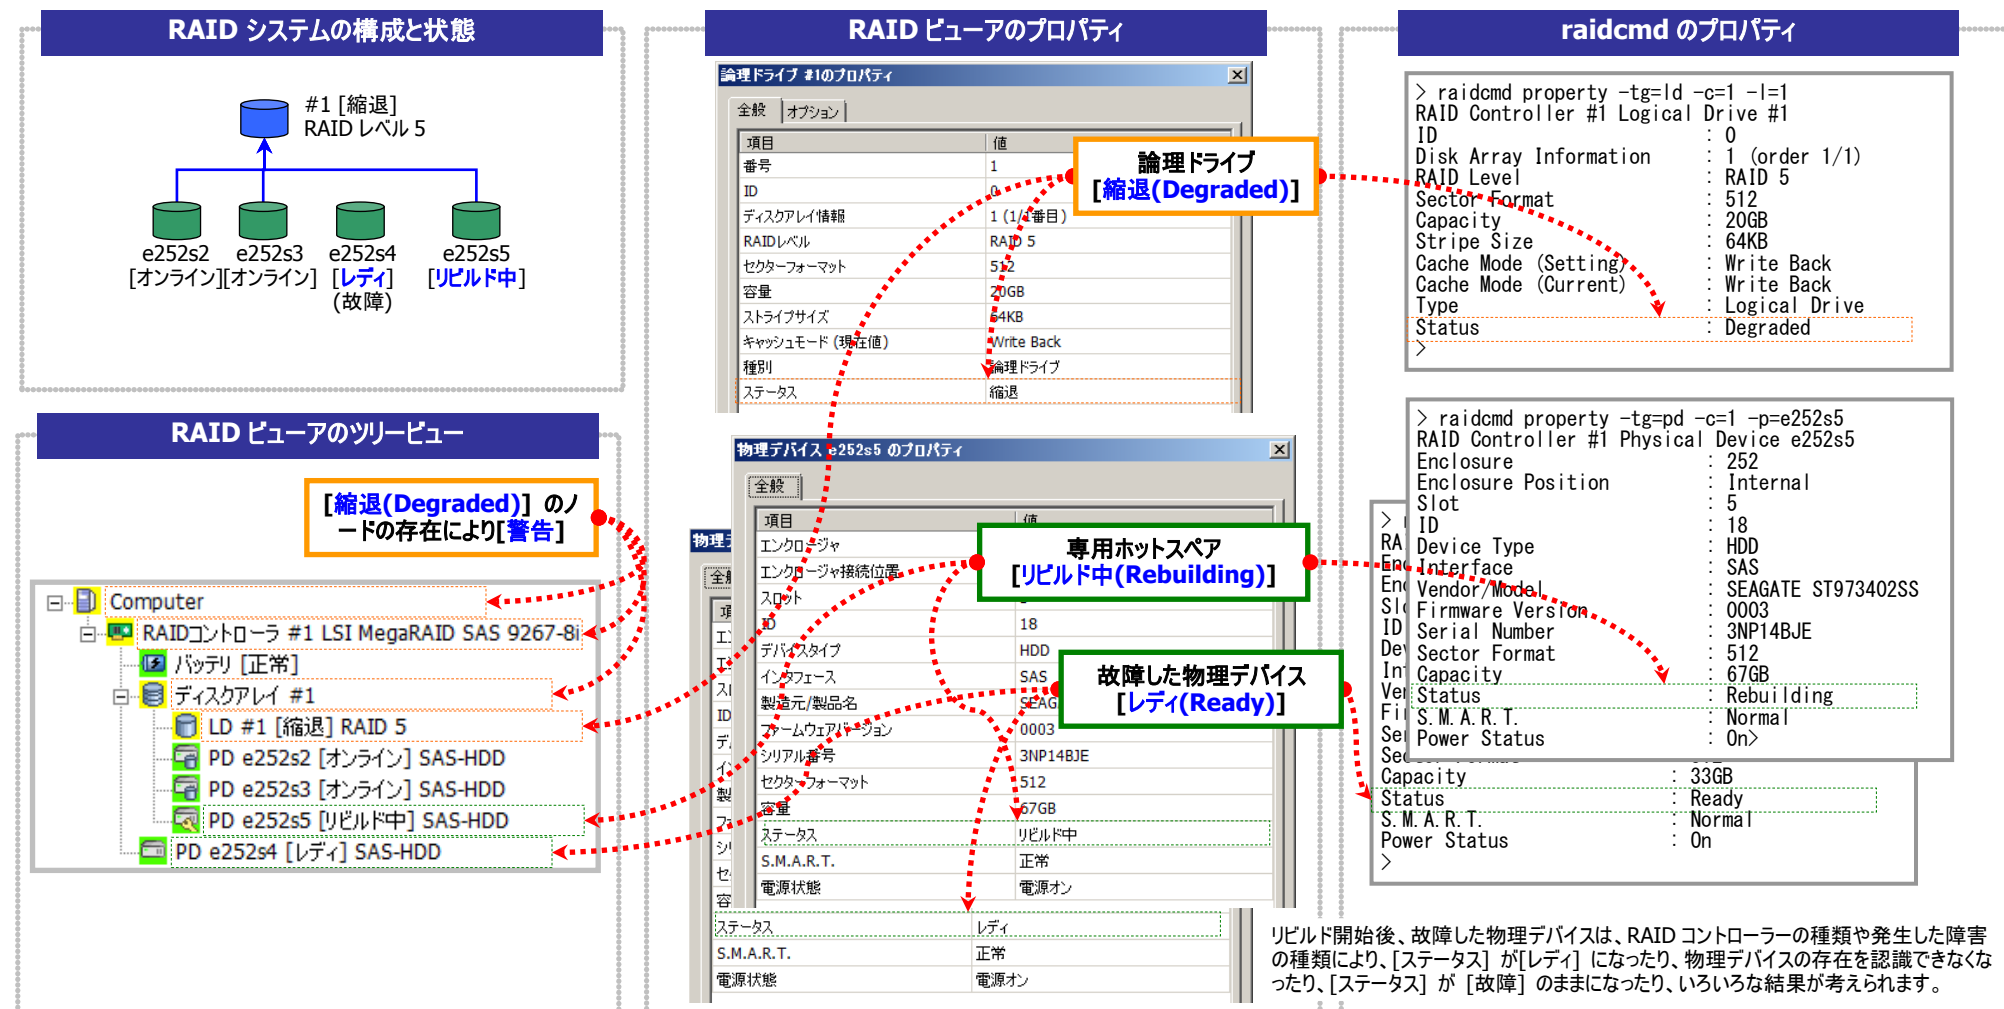 RAID システムの構成と状態
#1 [縮退]
RAID レベル 5
e252s2 e252s3 e252s4 e252s5
[オンライン][オンライン] [レディ] [リビルド中]
(故障)
RAID ビューアのツリービュー
[縮退(Degraded)] のノ
ードの存在により[警告]
Computer
RAIDコントローラ #1 LSI MegaRAID SAS 9267-8i
バッテリ [正常]
ディスクアレイ #1
LD #1 [縮退] RAID 5
PD e252s2 [オンライン] SAS-HDD
PD e252s3 [オンライン] SAS-HDD
PD e252s5 [リビルド中] SAS-HDD
PD e252s4 [レディ] SAS-HDD
RAID ビューアのプロパティ
論理ドライブ #1のプロパティ
全般 オプション
項目 値
番号 1
ID 0
ディスクアレイ情報 1 (1/1番目)
RAIDレベル RAID 5
セクターフォーマット 512
容量 20GB
ストライプサイズ 64KB
キャッシュモード (現在値) Write Back
種別 論理ドライブ
ステータス 縮退
論理ドライブ
[縮退(Degraded)]
物理デバイス e252s5 のプロパティ
全般
項目 値
エンクロージャ
エンクロージャ接続位置
スロット
ID 18
デバイスタイプ HDD
インタフェース SAS
製造元/製品名 SEAG
ファームウェアバージョン 0003
シリアル番号 3NP14BJE
セクターフォーマット 512
容量 67GB
ステータス リビルド中
S.M.A.R.T. 正常
電源状態 電源オン
専用ホットスペア
[リビルド中(Rebuilding)]
故障した物理デバイス
[レディ(Ready)]
ステータス レディ
S.M.A.R.T. 正常
電源状態 電源オン
raidcmd のプロパティ
> raidcmd property -tg=ld -c=1 -l=1
RAID Controller #1 Logical Drive #1
ID : 0
Disk Array Information : 1 (order 1/1)
RAID Level : RAID 5
Sector Format : 512
Capacity : 20GB
Stripe Size : 64KB
Cache Mode (Setting) : Write Back
Cache Mode (Current) : Write Back
Type : Logical Drive
Status : Degraded
>
> raidcmd property -tg=pd -c=1 -p=e252s5
RAID Controller #1 Physical Device e252s5
Enclosure : 252
Enclosure Position : Internal
Slot : 5
ID : 18
Device Type : HDD
Interface : SAS
Vendor/Model : SEAGATE ST973402SS
Firmware Version : 0003
Serial Number : 3NP14BJE
Sector Format : 512
Capacity : 67GB
Status : Rebuilding
S.M.A.R.T. : Normal
Power Status : On>
Capacity : 33GB
Status : Ready
S.M.A.R.T. : Normal
Power Status : On
>
リビルド開始後、故障した物理デバイスは、RAID コントローラーの種類や発生した障害
の種類により、[ステータス] が[レディ] になったり、物理デバイスの存在を認識できなくな
ったり、[ステータス] が [故障] のままになったり、いろいろな結果が考えられます。